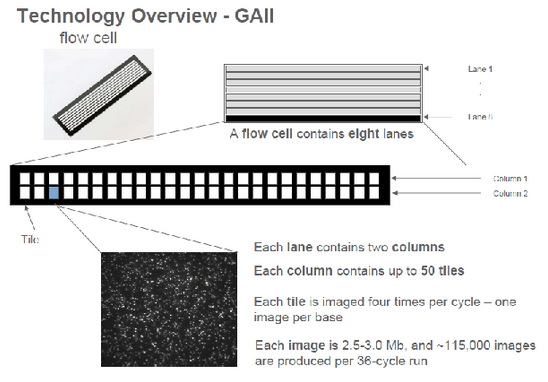 Technology Overview - GAII
flow cell
Lane 1
Lane 8
A flow cell contains eight lanes
Column 1
Column 2
Tile
Each lane contains two columns
Each column contains up to 50 tiles
Each tile is imaged four times per cycle – one
image per base
Each image is 2.5-3.0 Mb, and ~115,000 images
are produced per 36-cycle run